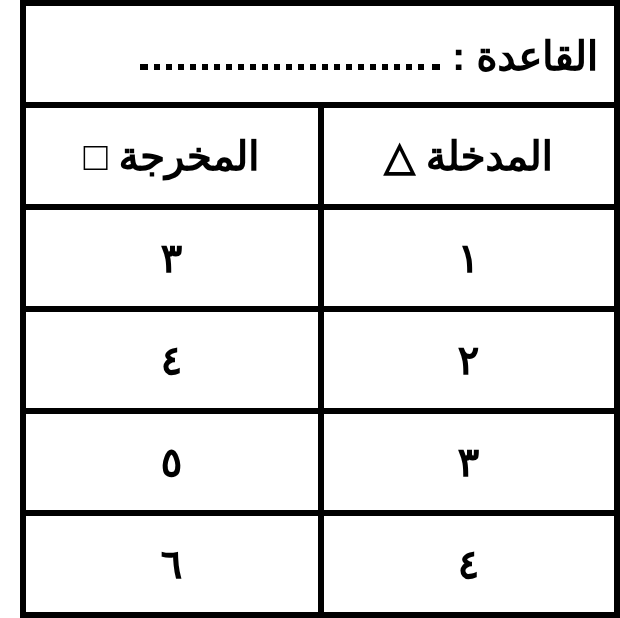 القاعدة : .........................
المدخلة △ المخرجة □
١ ٣
٢ ٤
٣ ٥
٤ ٦